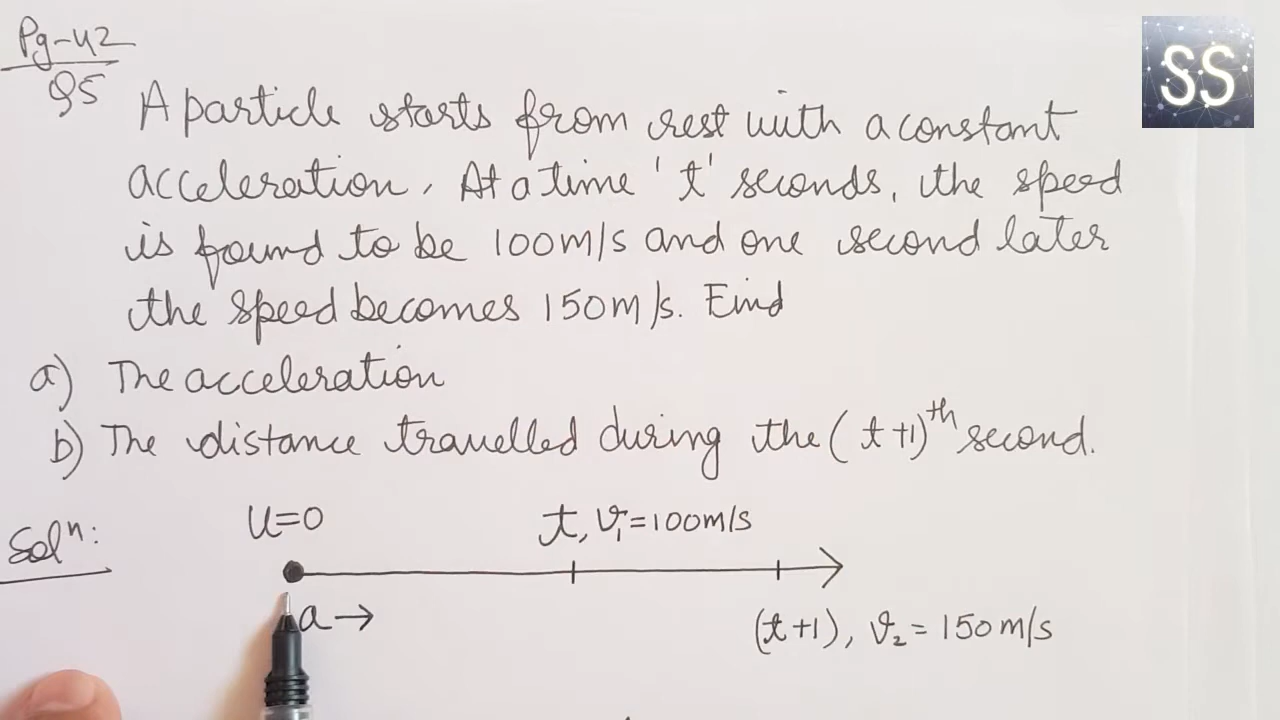 Pg-42
Q5
A particle starts from rest with a constant
acceleration. At a time 't' seconds, the speed
is found to be 100m/s and one second later
the speed becomes 150m/s. Find
a) The acceleration
b) The distance travelled during the (t+1)th second.
Soln:
u=0
t, v₁=100m/s
a →
(t+1), v₂ = 150m/s
SS